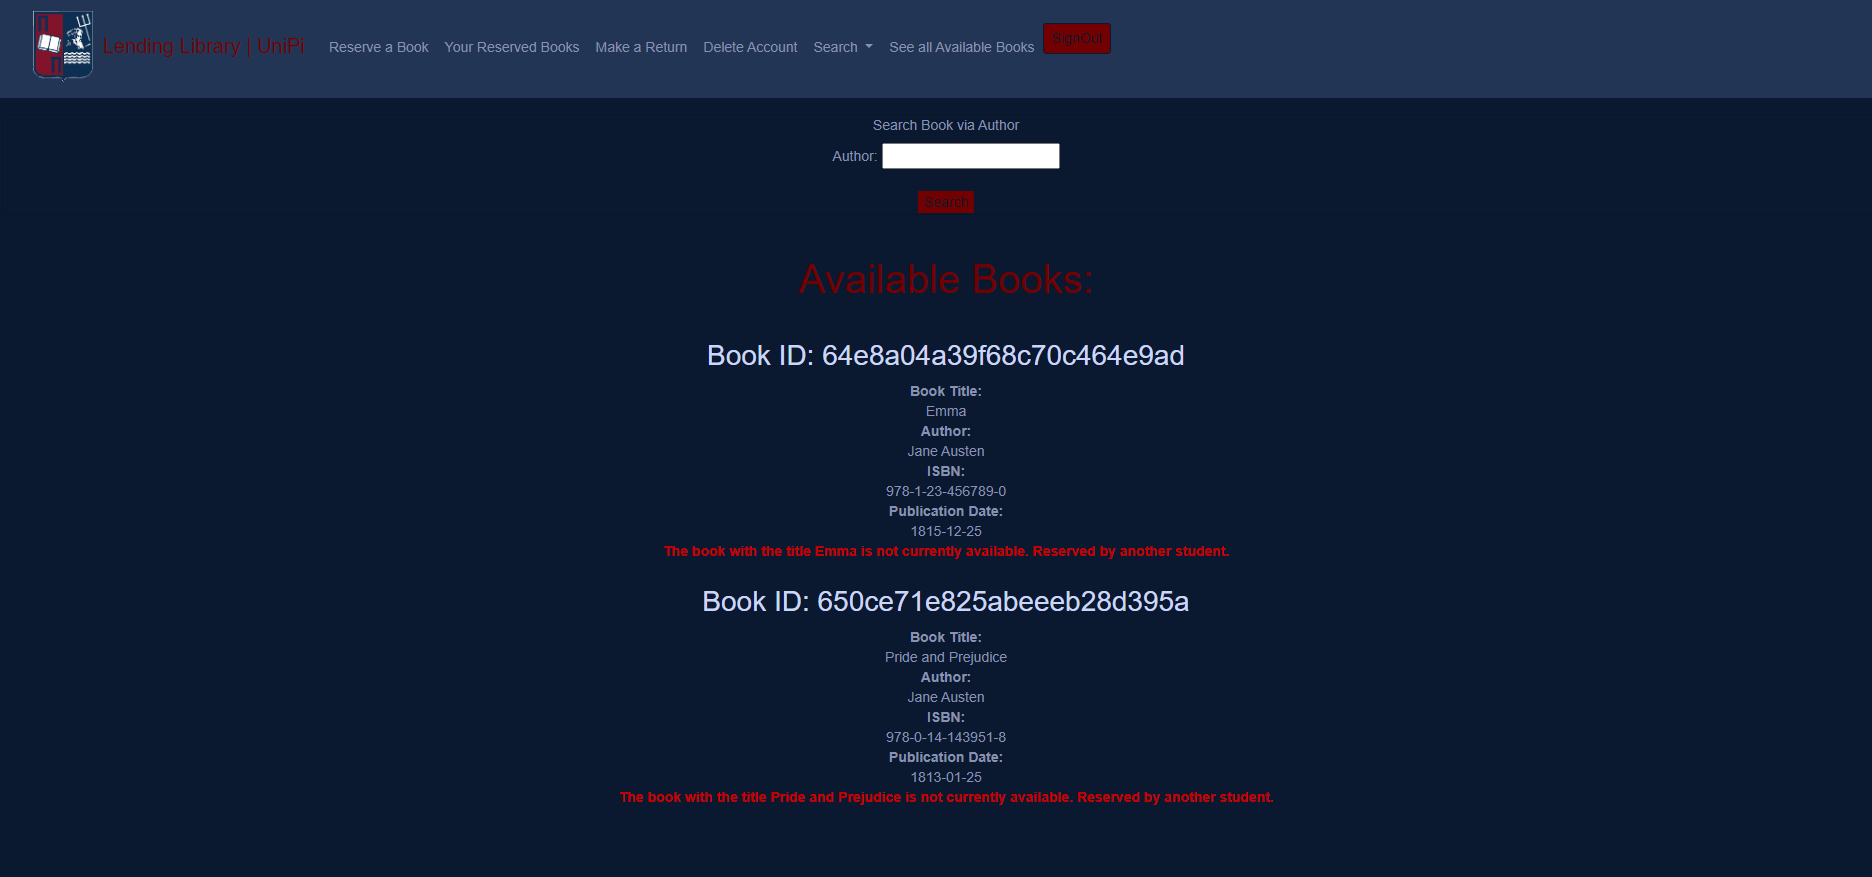 Lending Library | UniPi Reserve a Book Your Reserved Books Make a Return Delete Account Search See all Available Books SignOut
Search Book via Author
Author:
Search
Available Books:
Book ID: 64e8a04a39f68c70c464e9ad
Book Title:
Emma
Author:
Jane Austen
ISBN:
978-1-23-456789-0
Publication Date:
1815-12-25
The book with the title Emma is not currently available. Reserved by another student.
Book ID: 650ce71e825abeeeb28d395a
Book Title:
Pride and Prejudice
Author:
Jane Austen
ISBN:
978-0-14-143951-8
Publication Date:
1813-01-25
The book with the title Pride and Prejudice is not currently available. Reserved by another student.